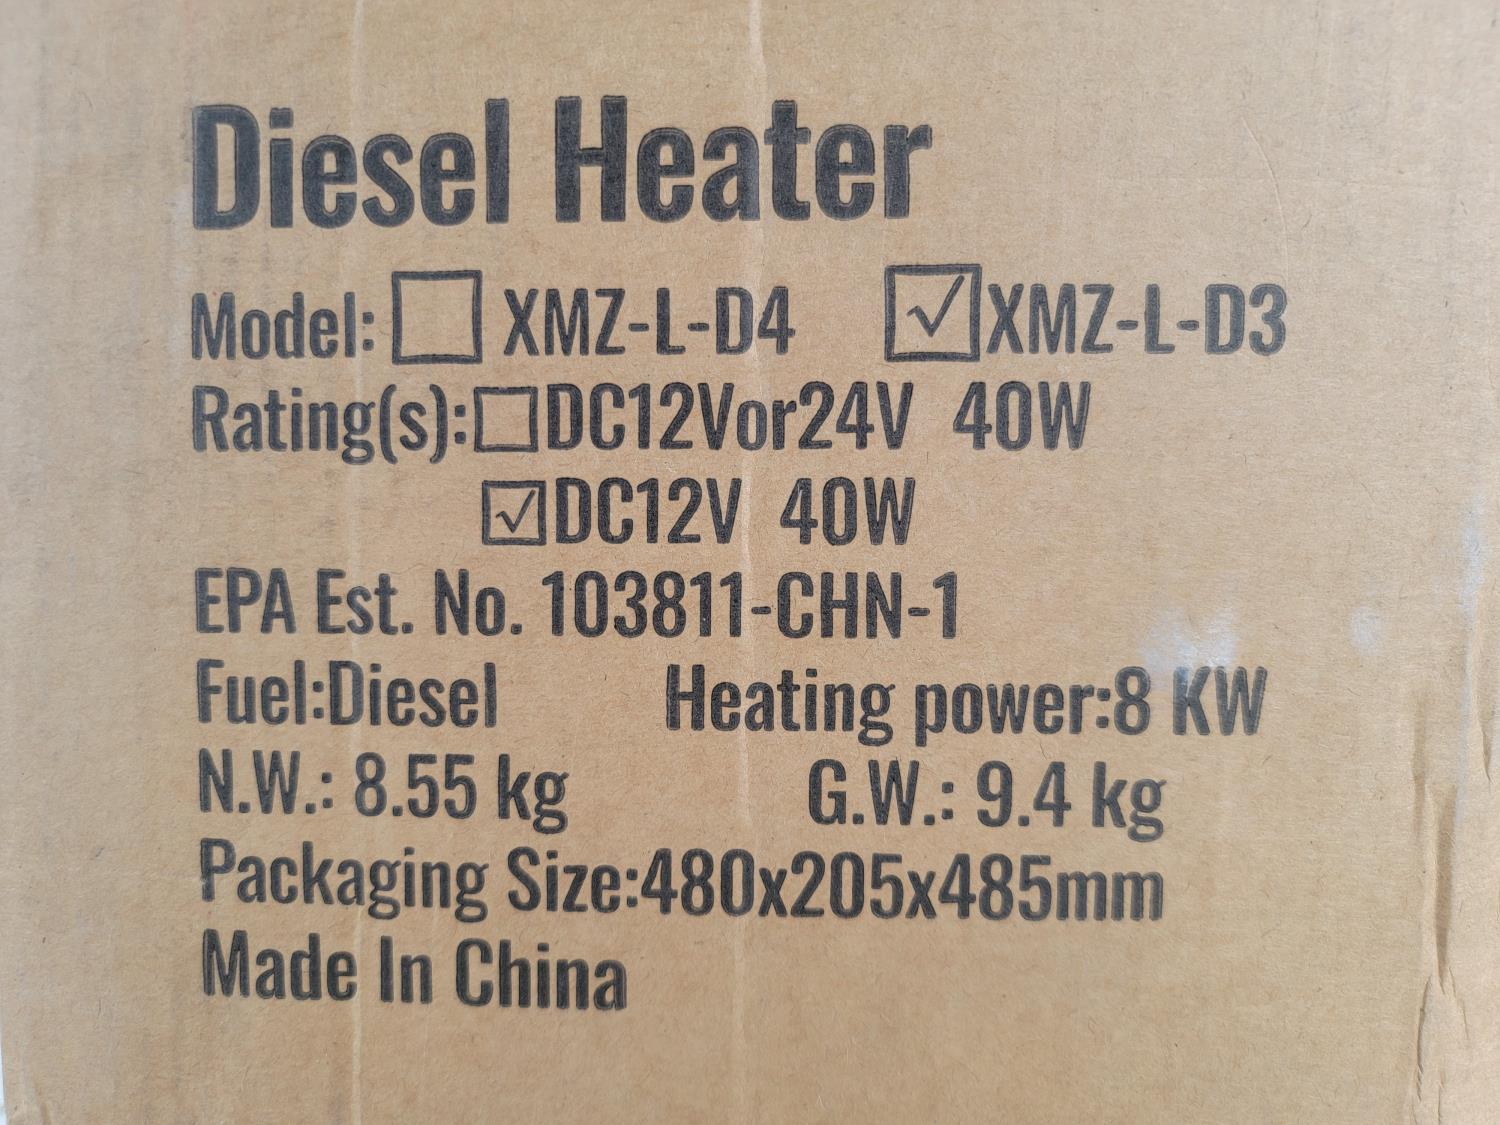 Diesel Heater
Model: ☐ XMZ-L-D4 ☑XMZ-L-D3
Rating(s):☐DC12Vor24V 40W
☑DC12V 40W
EPA Est. No. 103811-CHN-1
Fuel:Diesel Heating power:8 KW
N.W.: 8.55 kg G.W.: 9.4 kg
Packaging Size:480x205x485mm
Made In China